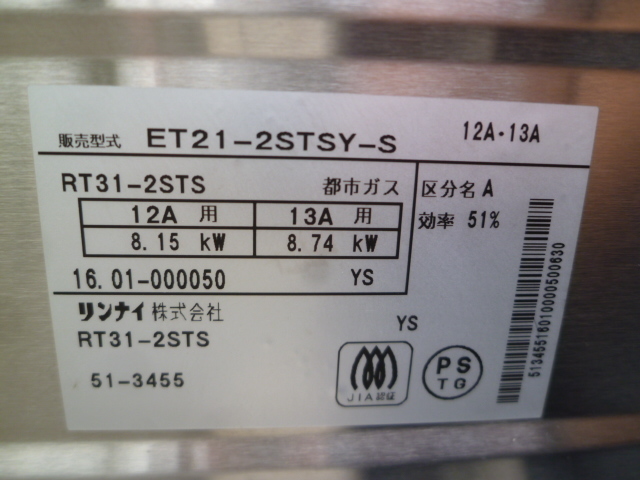 販売型式 ET21-2STSY-S 12A・13A
RT31-2STS 都市ガス
12A 用 13A 用
8.15 kW 8.74 kW
区分名 A
効率 51%
16.01-000050 YS
リンナイ株式会社
RT31-2STS YS
51-3455
JIA認証
PS
TG
5134551601000050​0630